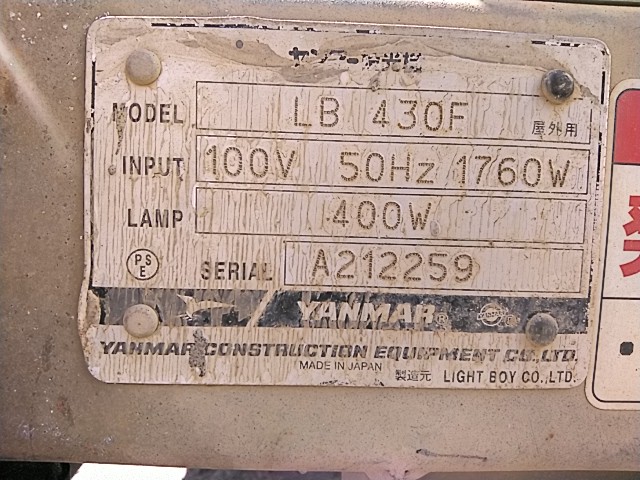 ヤンマー投光機
MODEL LB 430F 屋外用
INPUT 100V 50Hz 1760W
LAMP 400W
PSE SERIAL A212259
YANMAR®
YANMAR CONSTRUCTION EQUIPMENT CO., LTD.
MADE IN JAPAN 製造元 LIGHT BOY CO., LTD.